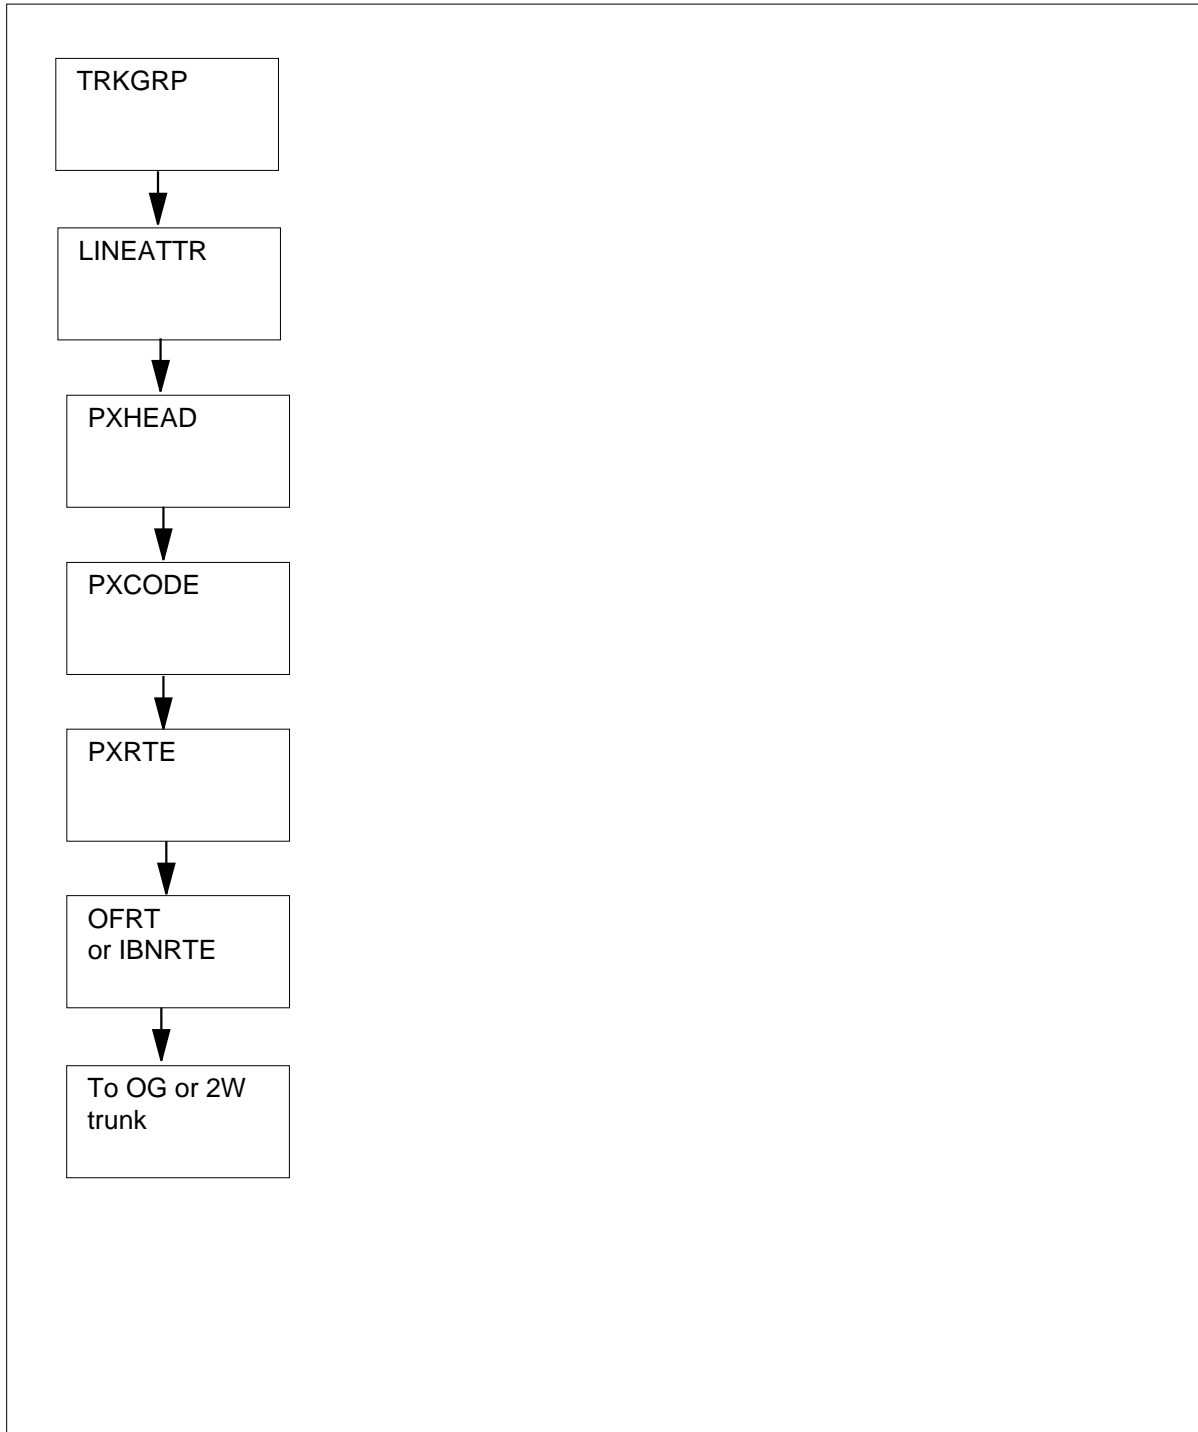 TRKGRP
LINEATTR
PXHEAD
PXCODE
PXRTE
OFRT
or IBNRTE
To OG or 2W
trunk